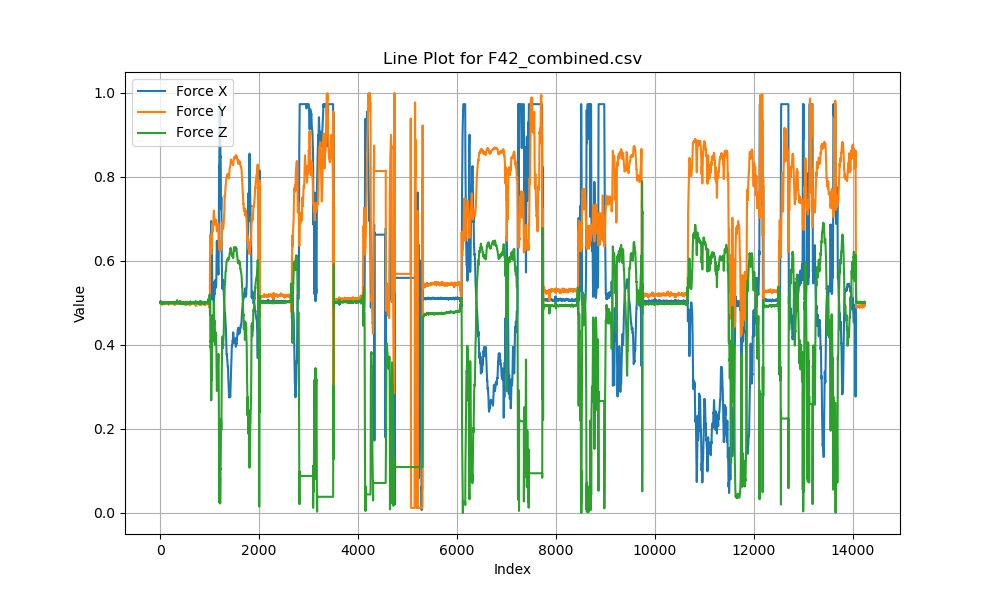 Line Plot for F42_combined.csv
Force X
Force Y
Force Z
1.0
0.8
0.6
0.4
0.2
0.0
Value
0 2000 4000 6000 8000 10000 12000 14000
Index